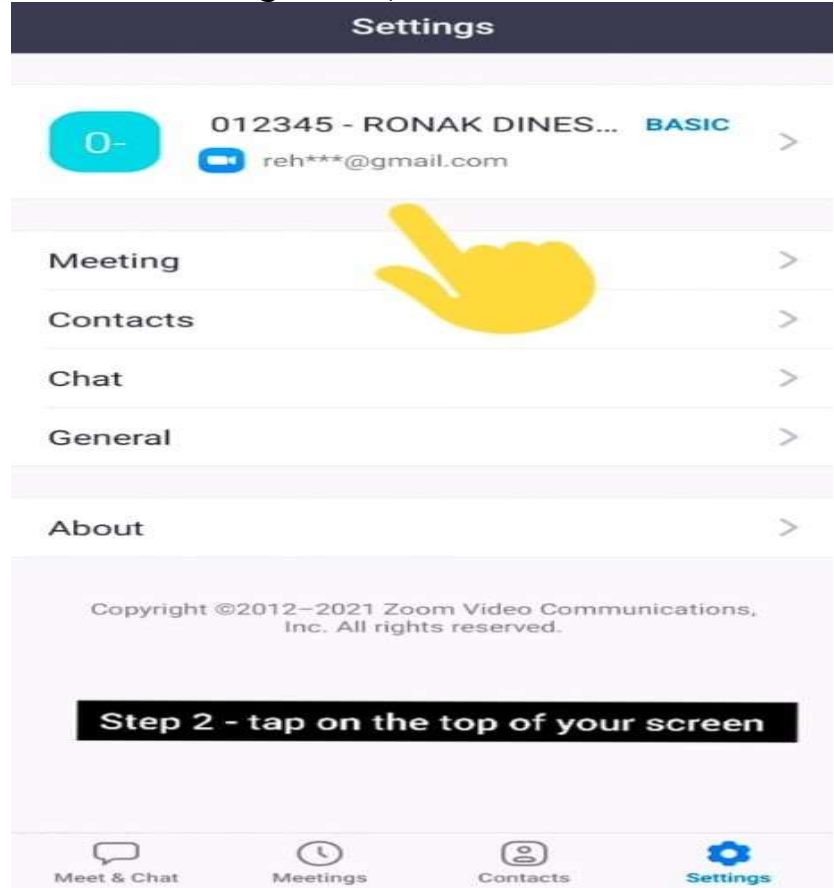 Settings
O-
012345 - RONAK DINES... BASIC
reh***@gmail.com
Meeting
Contacts
Chat
General
About
Copyright ©2012–2021 Zoom Video Communications,
Inc. All rights reserved.
Step 2 - tap on the top of your screen
Meet & Chat Meetings Contacts Settings